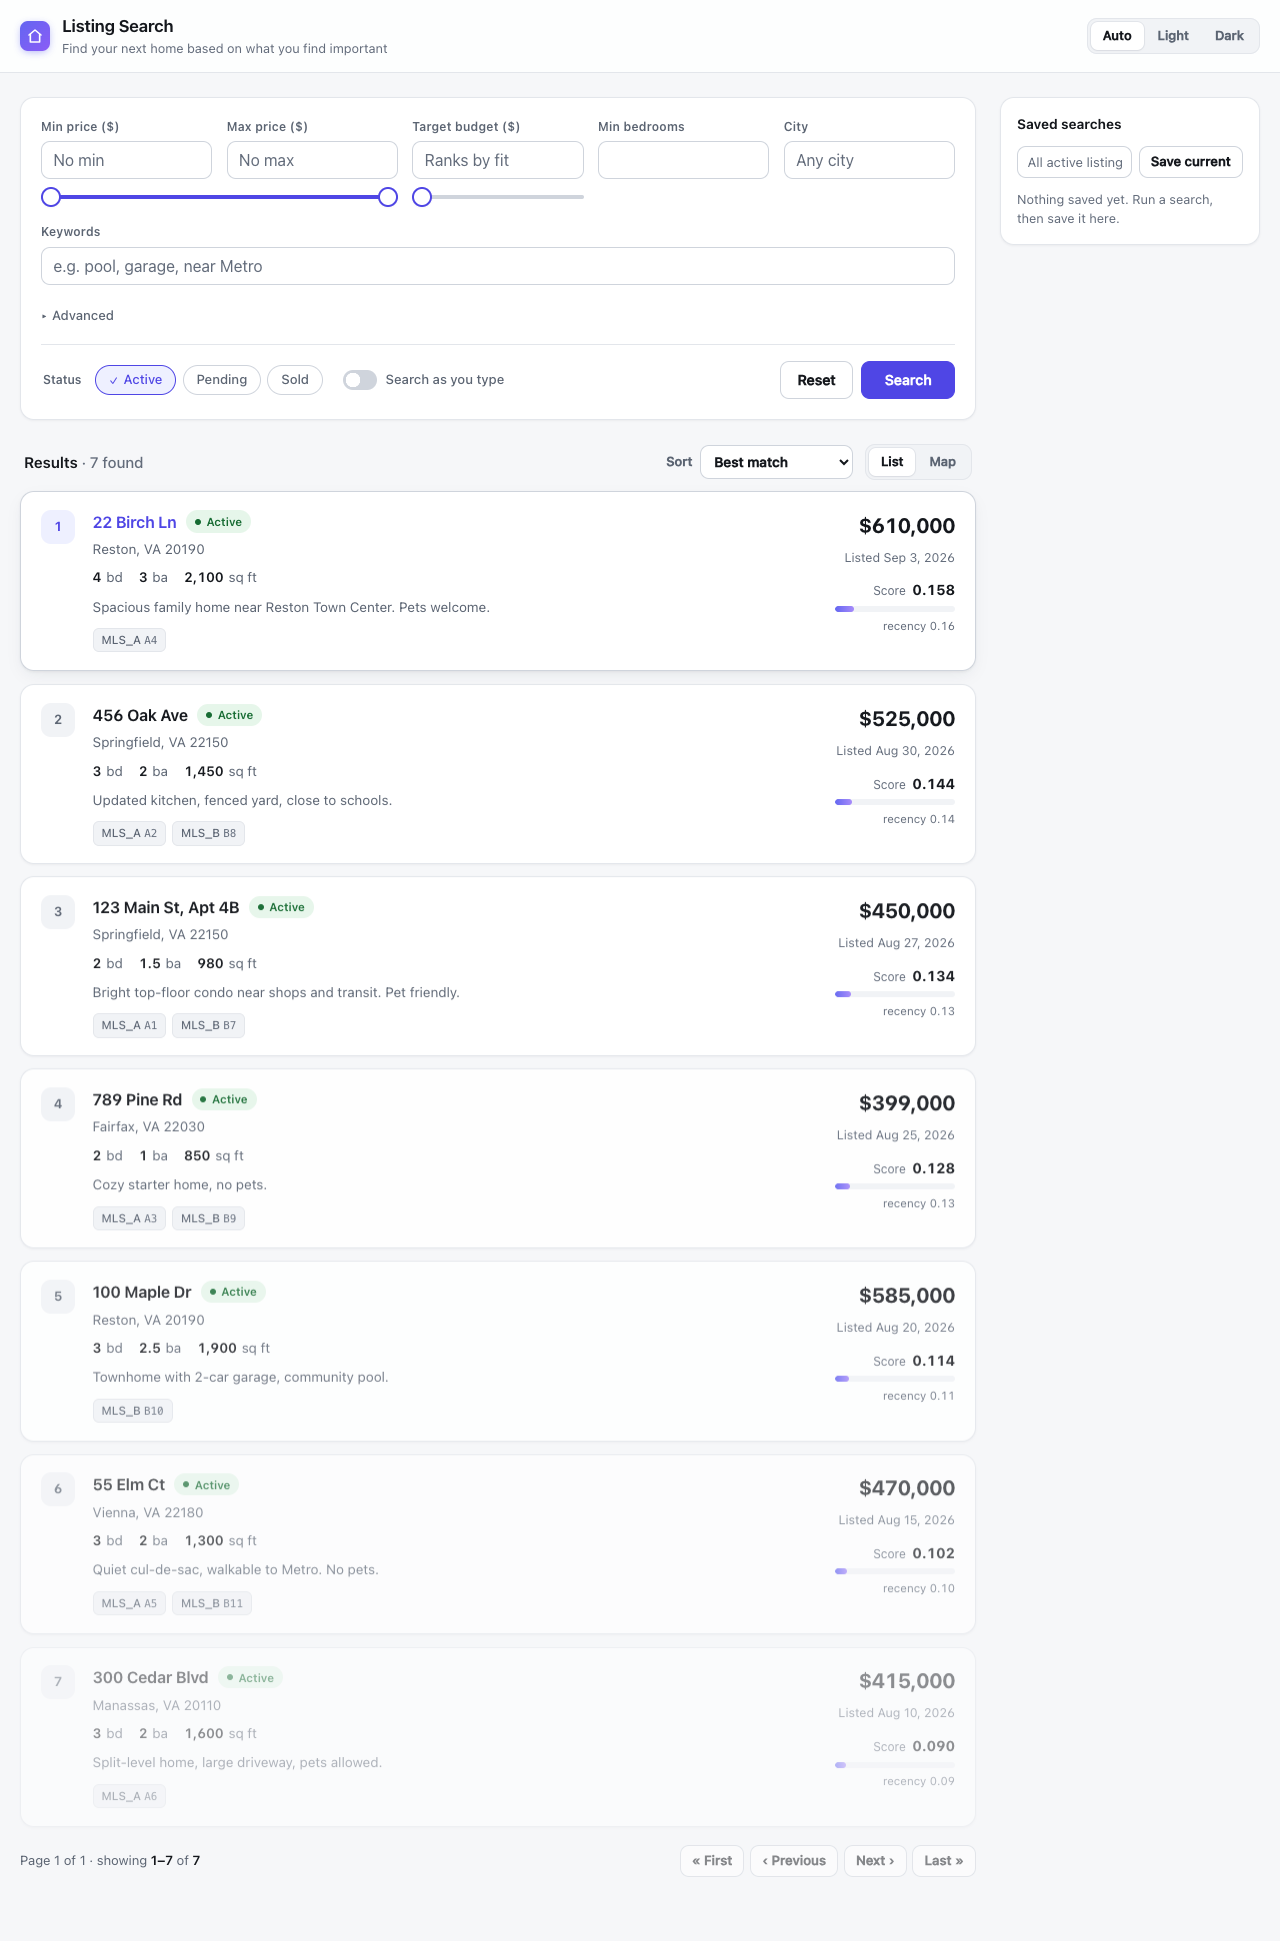 Listing Search
Find your next home based on what you find important
Auto Light Dark
Min price ($) Max price ($) Target budget ($) Min bedrooms City
No min No max Ranks by fit Any city
Keywords
e.g. pool, garage, near Metro
▸ Advanced
Status ✓ Active Pending Sold Search as you type Reset Search
Saved searches
All active listing Save current
Nothing saved yet. Run a search,
then save it here.
Results · 7 found Sort Best match List Map
1 22 Birch Ln Active $610,000
Reston, VA 20190 Listed Sep 3, 2026
4 bd 3 ba 2,100 sq ft Score 0.158
Spacious family home near Reston Town Center. Pets welcome.
recency 0.16
MLS_A A4
2 456 Oak Ave Active $525,000
Springfield, VA 22150 Listed Aug 30, 2026
3 bd 2 ba 1,450 sq ft Score 0.144
Updated kitchen, fenced yard, close to schools.
recency 0.14
MLS_A A2 MLS_B B8
3 123 Main St, Apt 4B Active $450,000
Springfield, VA 22150 Listed Aug 27, 2026
2 bd 1.5 ba 980 sq ft Score 0.134
Bright top-floor condo near shops and transit. Pet friendly.
recency 0.13
MLS_A A1 MLS_B B7
4 789 Pine Rd Active $399,000
Fairfax, VA 22030 Listed Aug 25, 2026
2 bd 1 ba 850 sq ft Score 0.128
Cozy starter home, no pets.
recency 0.13
MLS_A A3 MLS_B B9
5 100 Maple Dr Active $585,000
Reston, VA 20190 Listed Aug 20, 2026
3 bd 2.5 ba 1,900 sq ft Score 0.114
Townhome with 2-car garage, community pool.
recency 0.11
MLS_B B10
6 55 Elm Ct Active $470,000
Vienna, VA 22180 Listed Aug 15, 2026
3 bd 2 ba 1,300 sq ft Score 0.102
Quiet cul-de-sac, walkable to Metro. No pets.
recency 0.10
MLS_A A5 MLS_B B11
7 300 Cedar Blvd Active $415,000
Manassas, VA 20110 Listed Aug 10, 2026
3 bd 2 ba 1,600 sq ft Score 0.090
Split-level home, large driveway, pets allowed.
recency 0.09
MLS_A A6
Page 1 of 1 · showing 1–7 of 7 « First ‹ Previous Next › Last »